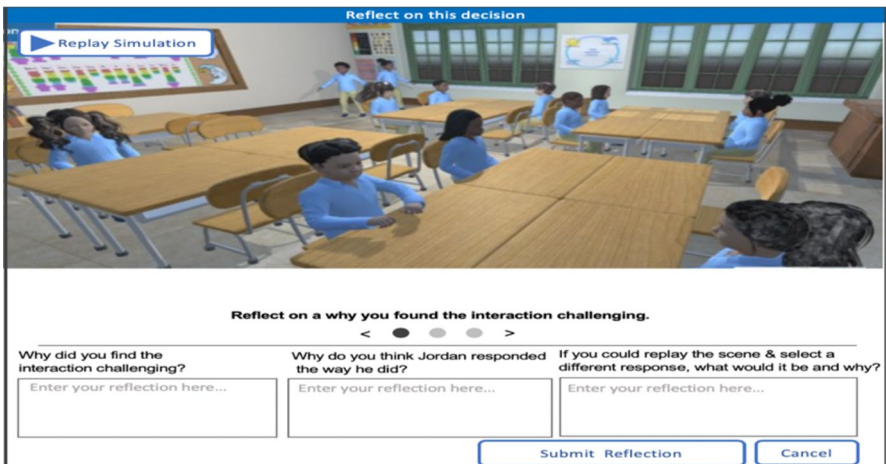 Reflect on this decision
on
Replay Simulation
Reflect on a why you found the interaction challenging.
< >
Why did you find the
interaction challenging?
Enter your reflection here...
Why do you think Jordan responded
the way he did?
Enter your reflection here...
If you could replay the scene & select a
different response, what would it be and why?
Enter your reflection here...
Submit Reflection
Cancel